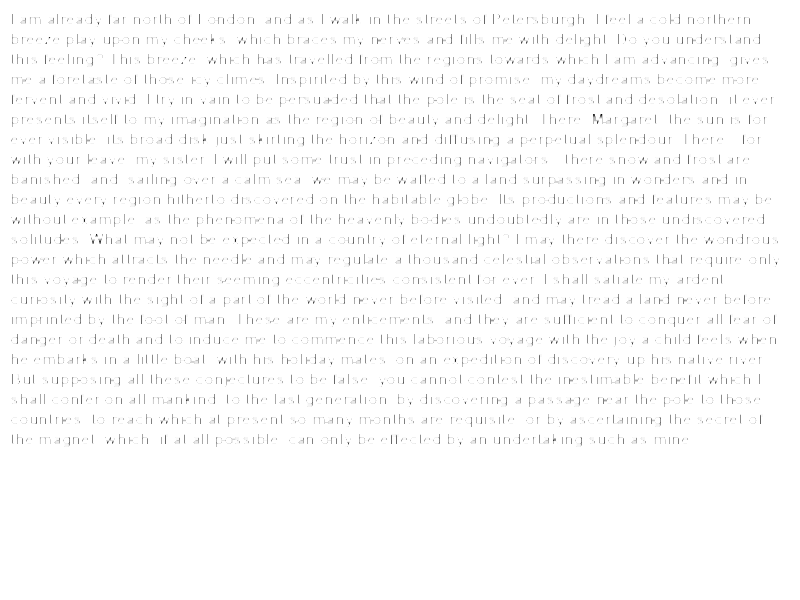 I am already far north of London, and as I walk in the streets of Petersburgh, I feel a cold northern
breeze play upon my cheeks, which braces my nerves and fills me with delight. Do you understand
this feeling? This breeze, which has travelled from the regions towards which I am advancing, gives
me a foretaste of those icy climes. Inspirited by this wind of promise, my daydreams become more
fervent and vivid. I try in vain to be persuaded that the pole is the seat of frost and desolation; it ever
presents itself to my imagination as the region of beauty and delight. There, Margaret, the sun is for
ever visible, its broad disk just skirting the horizon and diffusing a perpetual splendour. There—for
with your leave, my sister, I will put some trust in preceding navigators—there snow and frost are
banished; and, sailing over a calm sea, we may be wafted to a land surpassing in wonders and in
beauty every region hitherto discovered on the habitable globe. Its productions and features may be
without example, as the phenomena of the heavenly bodies undoubtedly are in those undiscovered
solitudes. What may not be expected in a country of eternal light? I may there discover the wondrous
power which attracts the needle and may regulate a thousand celestial observations that require only
this voyage to render their seeming eccentricities consistent for ever. I shall satiate my ardent
curiosity with the sight of a part of the world never before visited, and may tread a land never before
imprinted by the foot of man. These are my enticements, and they are sufficient to conquer all fear of
danger or death and to induce me to commence this laborious voyage with the joy a child feels when
he embarks in a little boat, with his holiday mates, on an expedition of discovery up his native river.
But supposing all these conjectures to be false, you cannot contest the inestimable benefit which I
shall confer on all mankind, to the last generation, by discovering a passage near the pole to those
countries, to reach which at present so many months are requisite; or by ascertaining the secret of
the magnet, which, if at all possible, can only be effected by an undertaking such as mine.